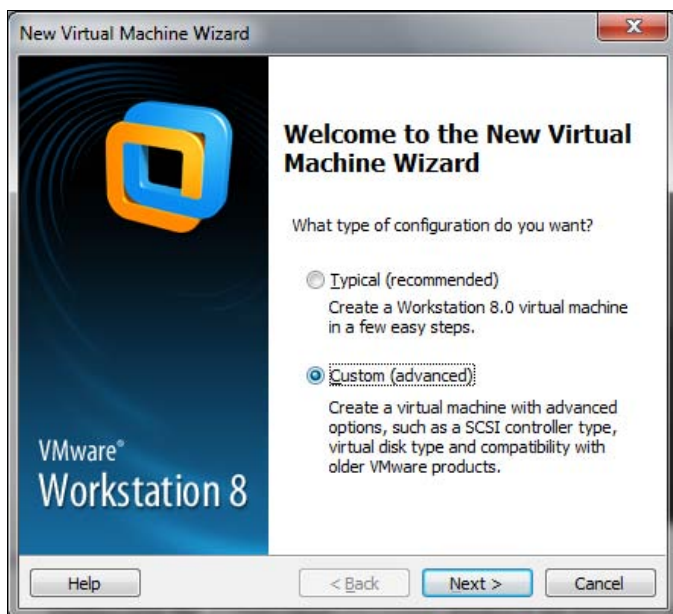 New Virtual Machine Wizard
Welcome to the New Virtual
Machine Wizard
What type of configuration do you want?
Typical (recommended)
Create a Workstation 8.0 virtual machine
in a few easy steps.
Custom (advanced)
Create a virtual machine with advanced
options, such as a SCSI controller type,
virtual disk type and compatibility with
older VMware products.
VMware®
Workstation 8
Help
< Back
Next >
Cancel